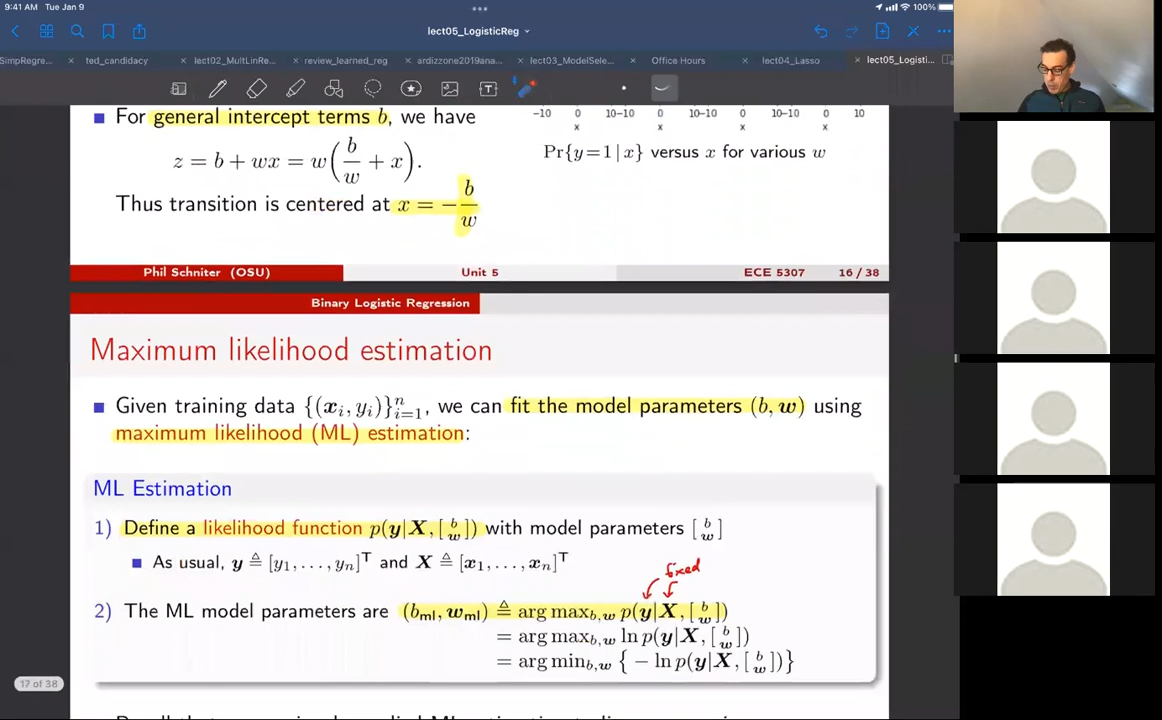 9:41 AM Tue Jan 9
100%
lect05_LogisticReg
SimpRegre...
ted_candidacy
lect02_MultLinRe...
review_learned_reg
ardizzone2019ana...
lect03_ModelSele...
Office Hours
lect04_Lasso
lect05_Logisti...
For general intercept terms b, we have
z = b + wx = w(b/w + x).
Thus transition is centered at x = −b/w
−10 0 10−10 0 10−10 0 10−10 0 10
x x x x
Pr{y=1 | x} versus x for various w
Phil Schniter (OSU) Unit 5 ECE 5307 16 / 38
Binary Logistic Regression
Maximum likelihood estimation
Given training data {(x_i, y_i)}_{i=1}^n, we can fit the model parameters (b, w) using
maximum likelihood (ML) estimation:
ML Estimation
1) Define a likelihood function p(y|X, [b w]) with model parameters [b w]
As usual, y ≜ [y_1, . . . , y_n]^T and X ≜ [x_1, . . . , x_n]^T
fixed
2) The ML model parameters are (b_ml, w_ml) ≜ arg max_{b,w} p(y|X, [b w])
= arg max_{b,w} ln p(y|X, [b w])
= arg min_{b,w} { − ln p(y|X, [b w])}
17 of 38